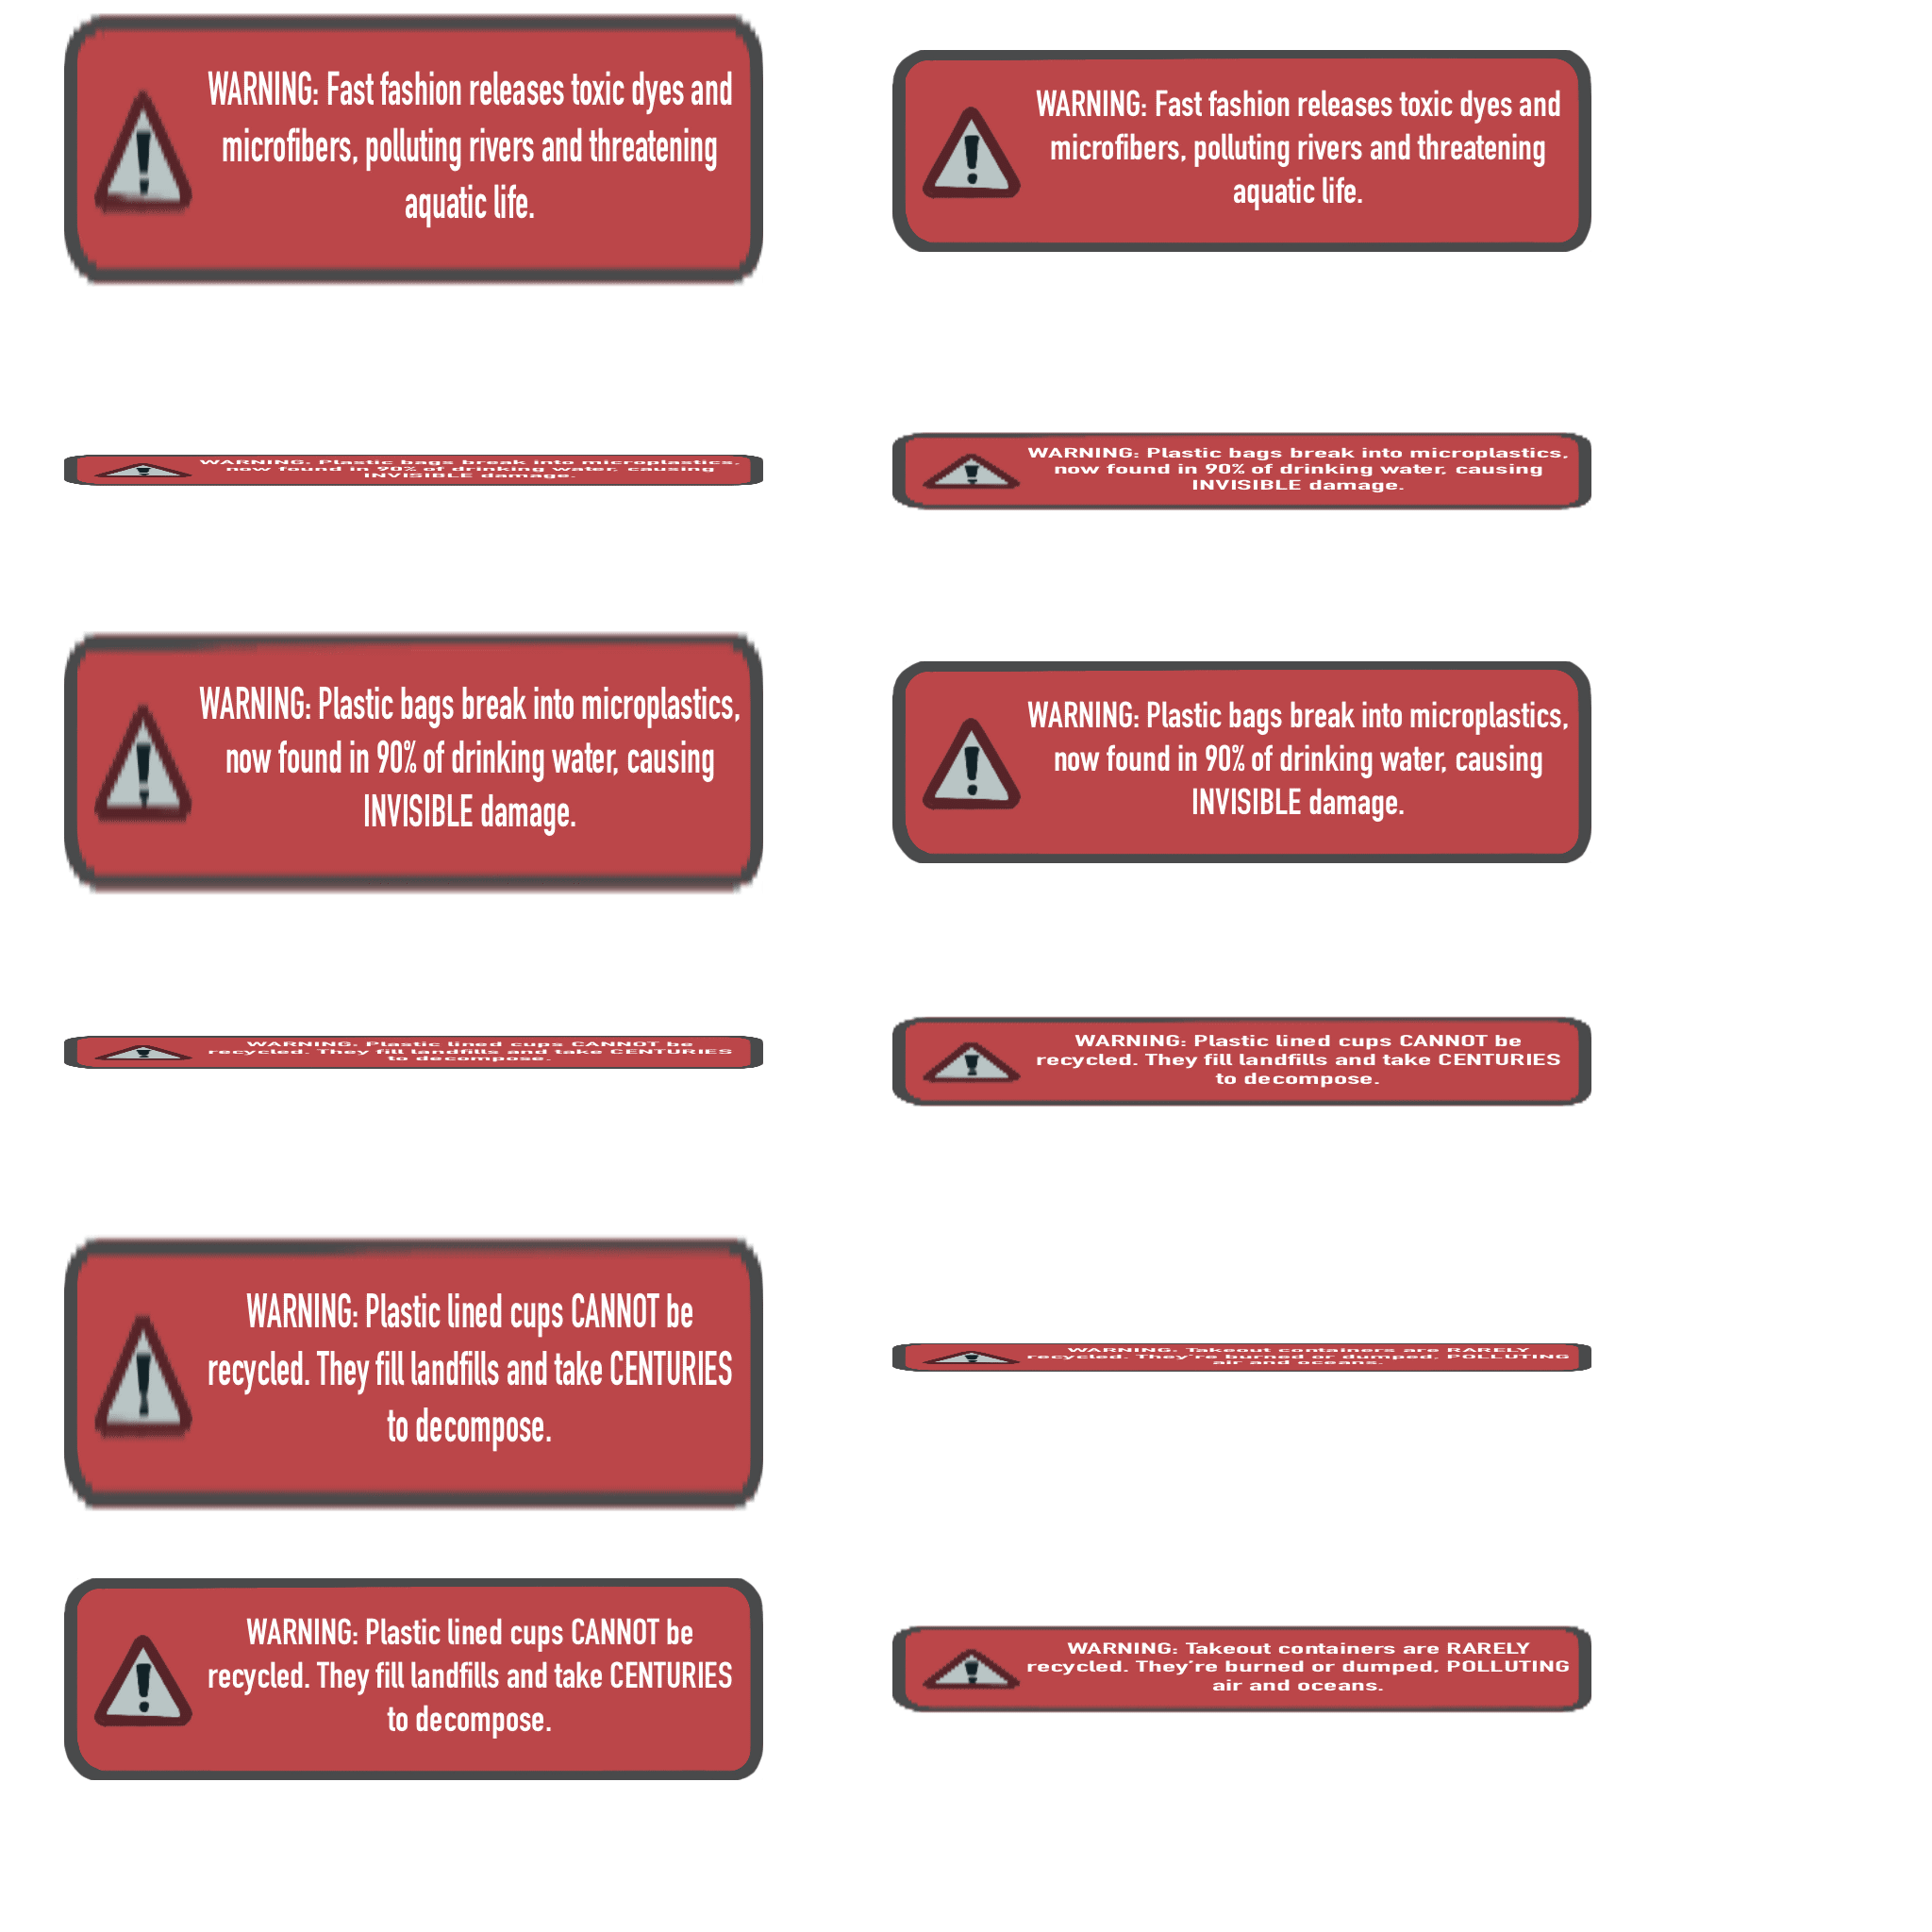 WARNING: Fast fashion releases toxic dyes and
microfibers, polluting rivers and threatening
aquatic life.
WARNING: Fast fashion releases toxic dyes and
microfibers, polluting rivers and threatening
aquatic life.
WARNING: Plastic bags break into microplastics,
now found in 90% of drinking water, causing
INVISIBLE damage.
WARNING: Plastic bags break into microplastics,
now found in 90% of drinking water, causing
INVISIBLE damage.
WARNING: Plastic bags break into microplastics,
now found in 90% of drinking water, causing
INVISIBLE damage.
WARNING: Plastic bags break into microplastics,
now found in 90% of drinking water, causing
INVISIBLE damage.
WARNING: Plastic lined cups CANNOT be
recycled. They fill landfills and take CENTURIES
to decompose.
WARNING: Plastic lined cups CANNOT be
recycled. They fill landfills and take CENTURIES
to decompose.
WARNING: Plastic lined cups CANNOT be
recycled. They fill landfills and take CENTURIES
to decompose.
WARNING: Takeout containers are RARELY
recycled. They're burned or dumped, POLLUTING
air and oceans.
WARNING: Plastic lined cups CANNOT be
recycled. They fill landfills and take CENTURIES
to decompose.
WARNING: Takeout containers are RARELY
recycled. They're burned or dumped, POLLUTING
air and oceans.